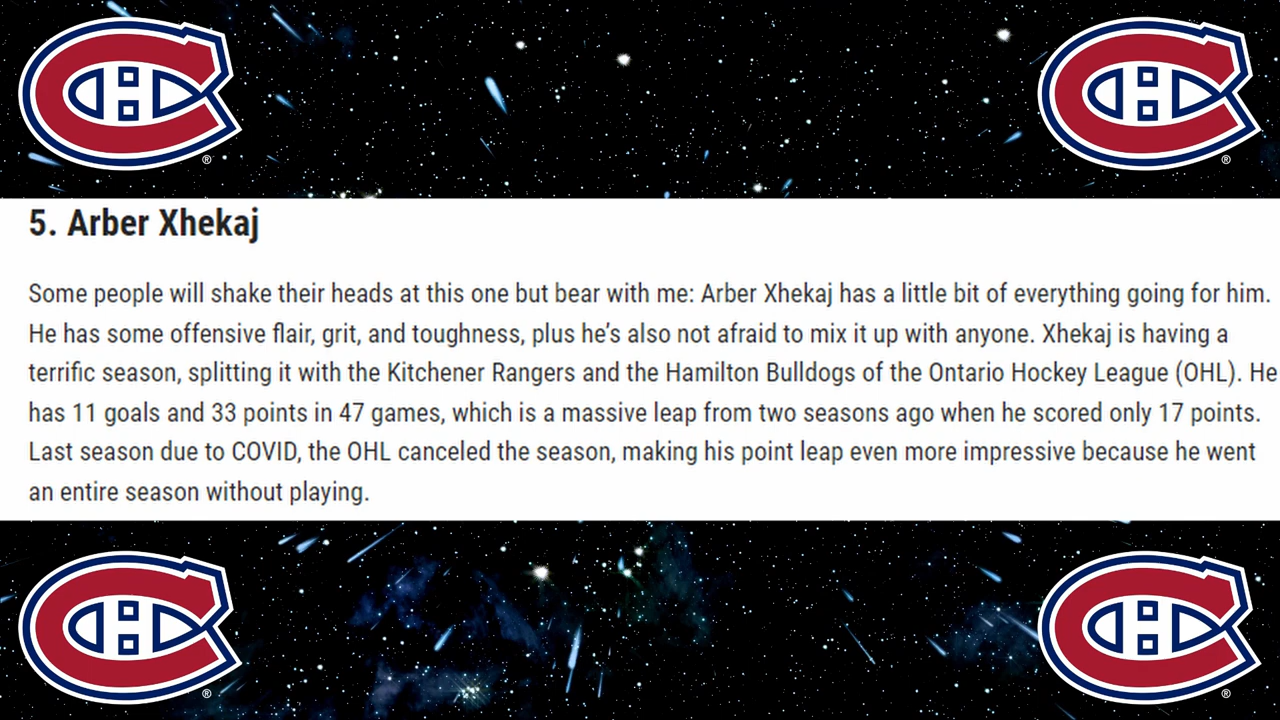 5. Arber Xhekaj
Some people will shake their heads at this one but bear with me: Arber Xhekaj has a little bit of everything going for him.
He has some offensive flair, grit, and toughness, plus he’s also not afraid to mix it up with anyone. Xhekaj is having a
terrific season, splitting it with the Kitchener Rangers and the Hamilton Bulldogs of the Ontario Hockey League (OHL). He
has 11 goals and 33 points in 47 games, which is a massive leap from two seasons ago when he scored only 17 points.
Last season due to COVID, the OHL canceled the season, making his point leap even more impressive because he went
an entire season without playing.